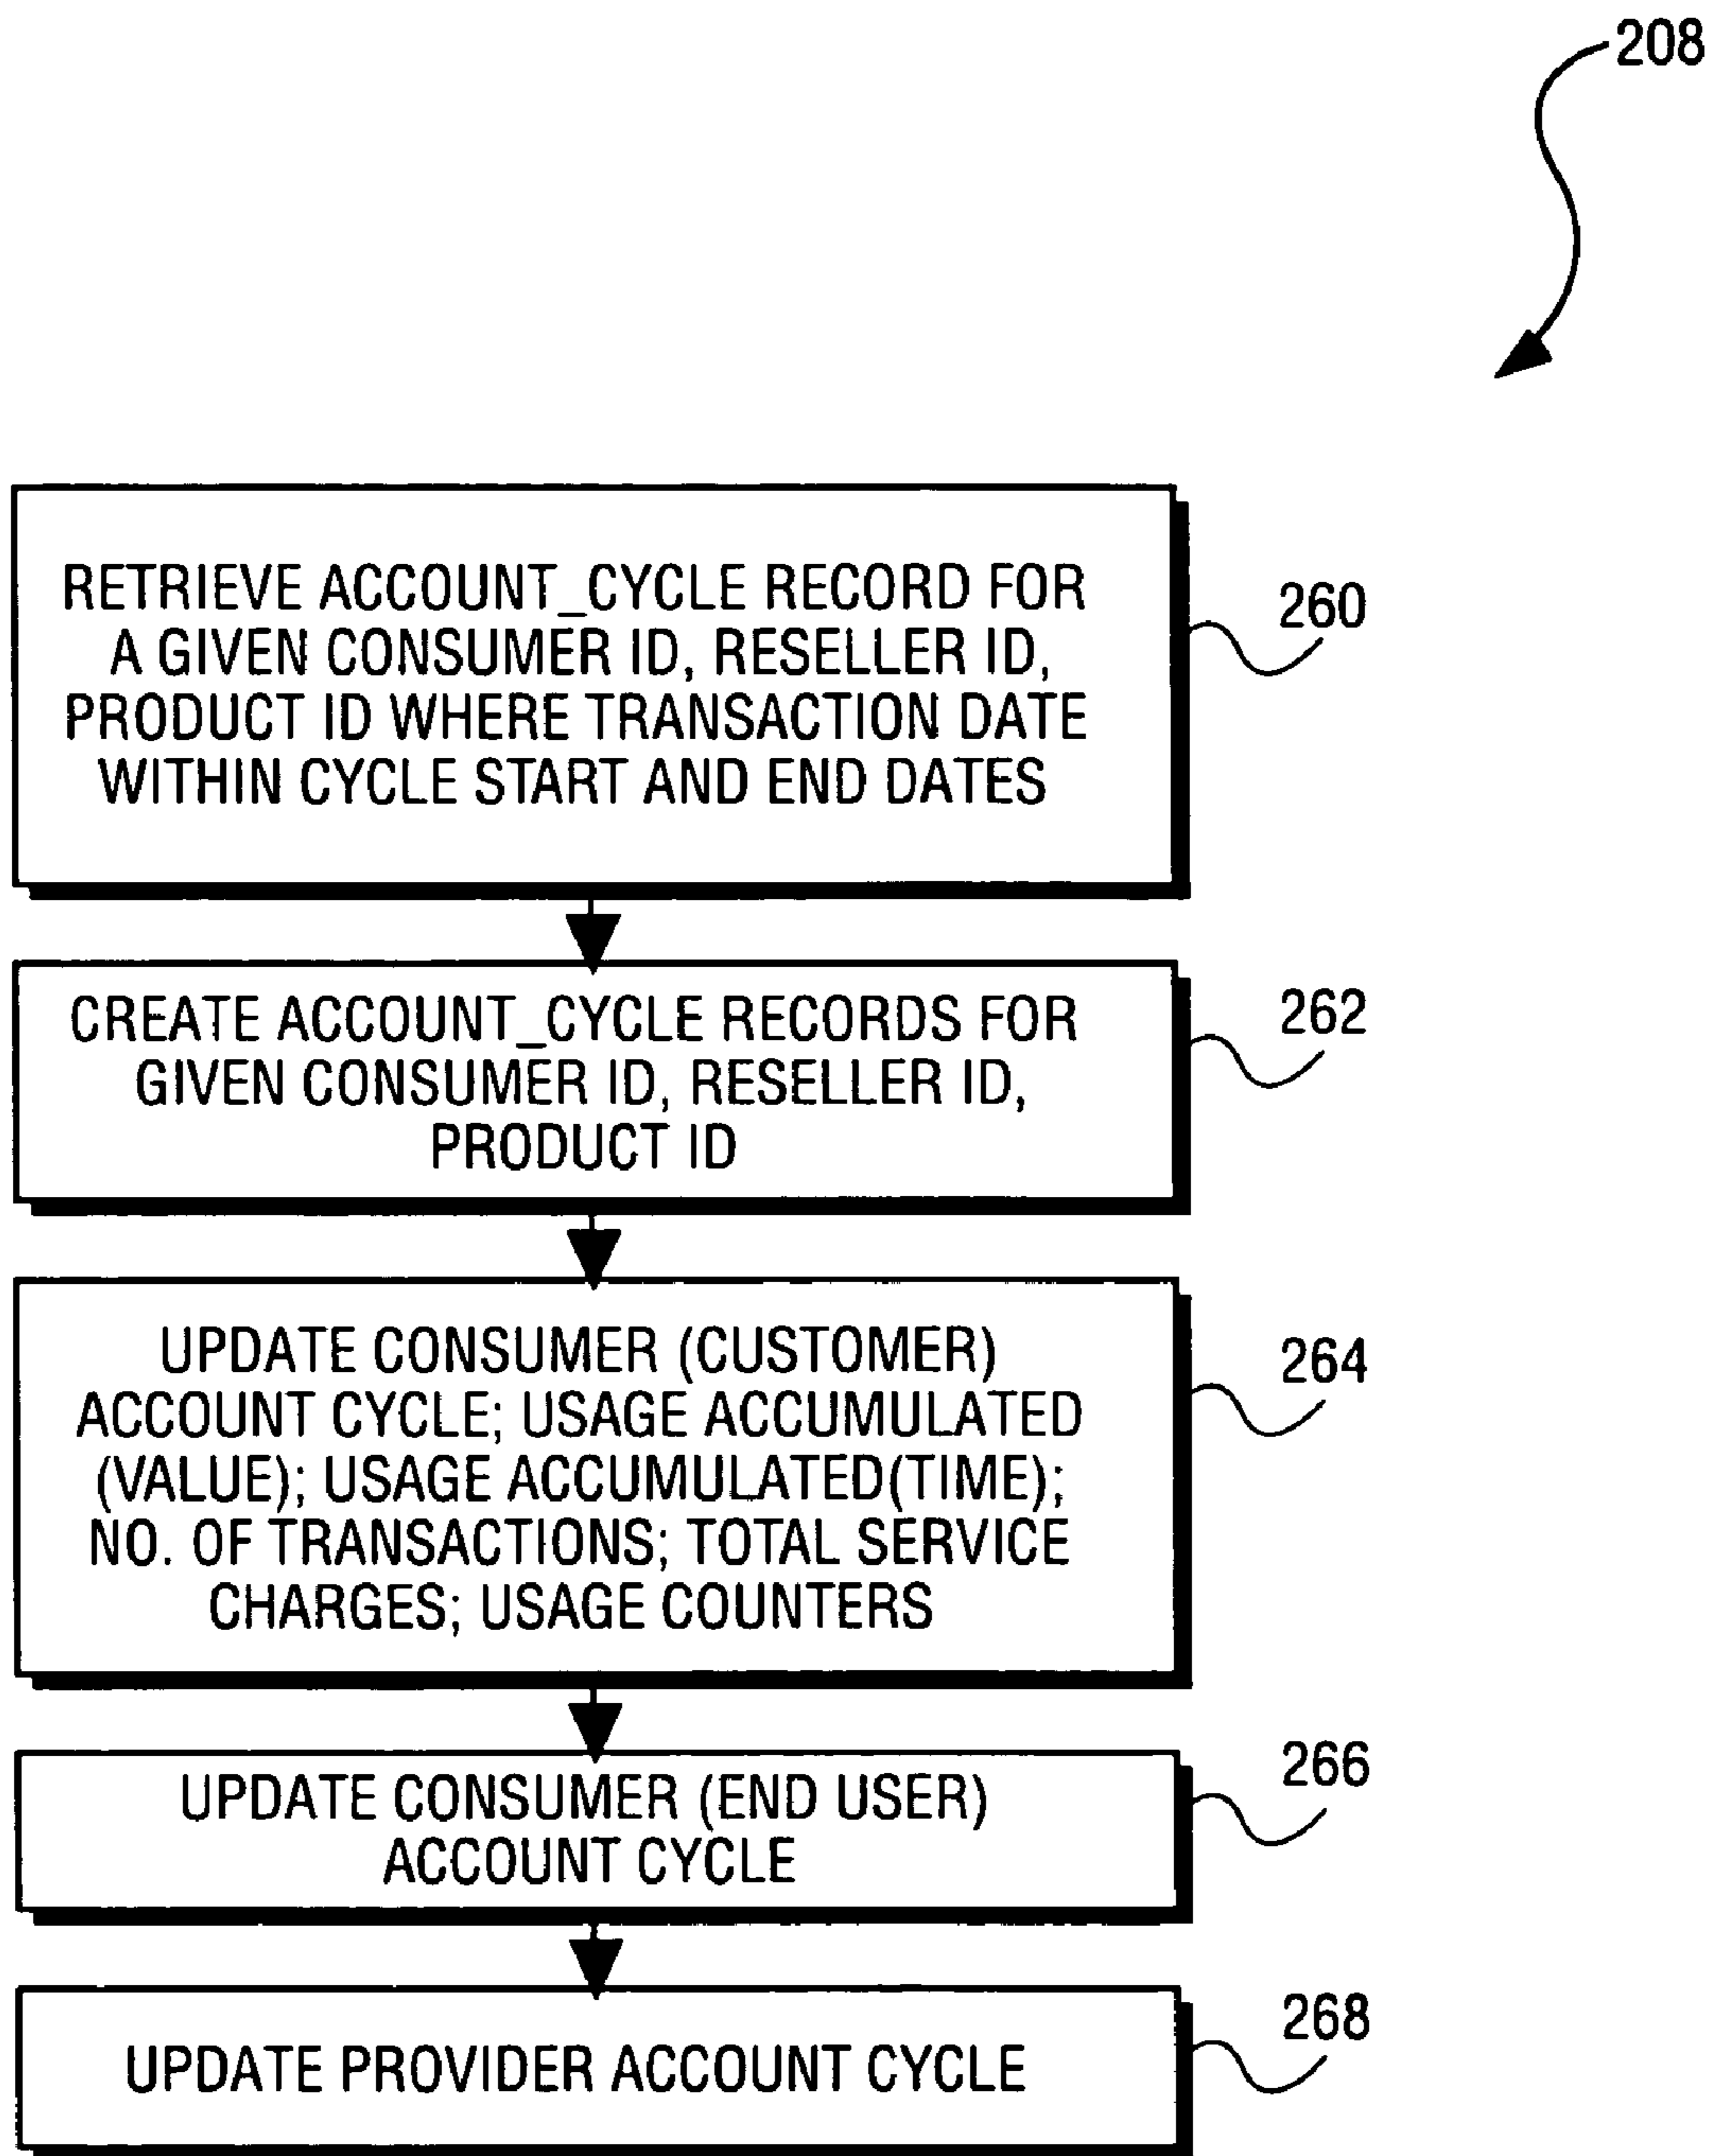 208
RETRIEVE ACCOUNT_CYCLE RECORD FOR
A GIVEN CONSUMER ID, RESELLER ID,
PRODUCT ID WHERE TRANSACTION DATE
WITHIN CYCLE START AND END DATES
260
CREATE ACCOUNT_CYCLE RECORDS FOR
GIVEN CONSUMER ID, RESELLER ID,
PRODUCT ID
262
UPDATE CONSUMER (CUSTOMER)
ACCOUNT CYCLE; USAGE ACCUMULATED
(VALUE); USAGE ACCUMULATED(TIME);
NO. OF TRANSACTIONS; TOTAL SERVICE
CHARGES; USAGE COUNTERS
264
UPDATE CONSUMER (END USER)
ACCOUNT CYCLE
266
UPDATE PROVIDER ACCOUNT CYCLE
268